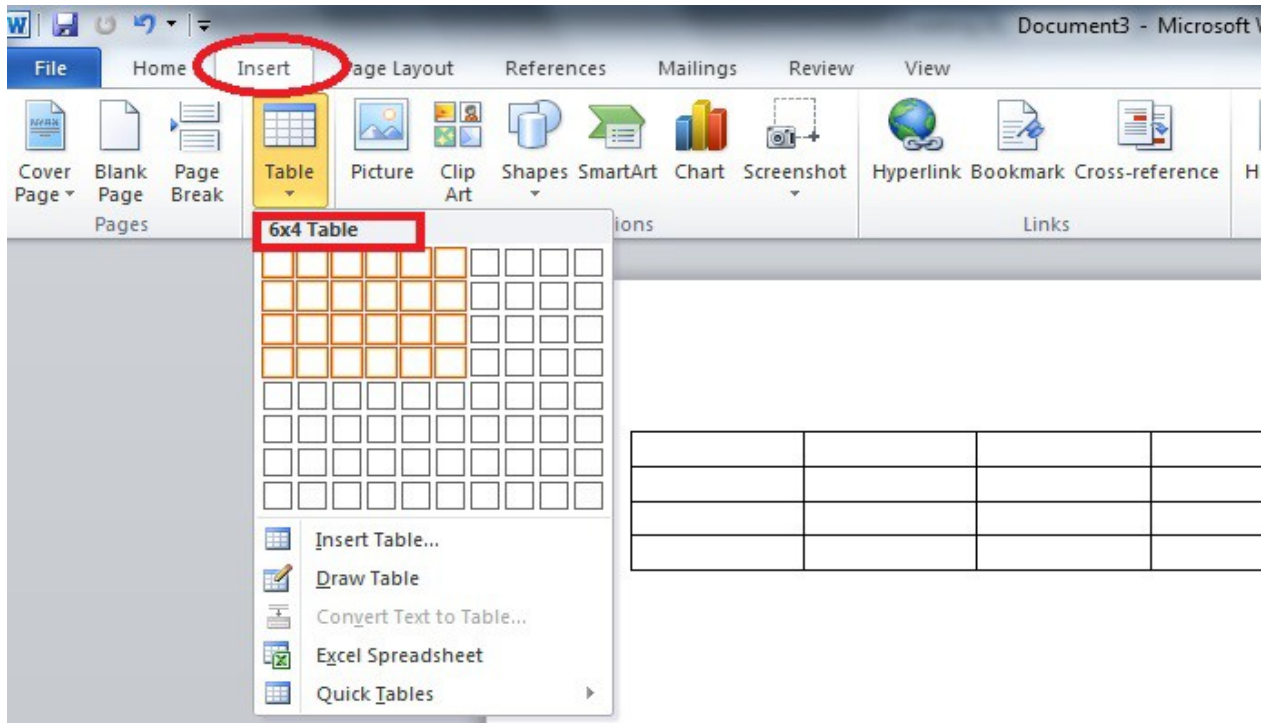 W
Document3 - Microsoft W
File Home Insert Page Layout References Mailings Review View
Cover Page
Blank Page
Page Break
Table
Picture
Clip Art
Shapes
SmartArt
Chart
Screenshot
Hyperlink
Bookmark
Cross-reference
H
Pages
ions
Links
6x4 Table
Insert Table...
Draw Table
Convert Text to Table...
Excel Spreadsheet
Quick Tables